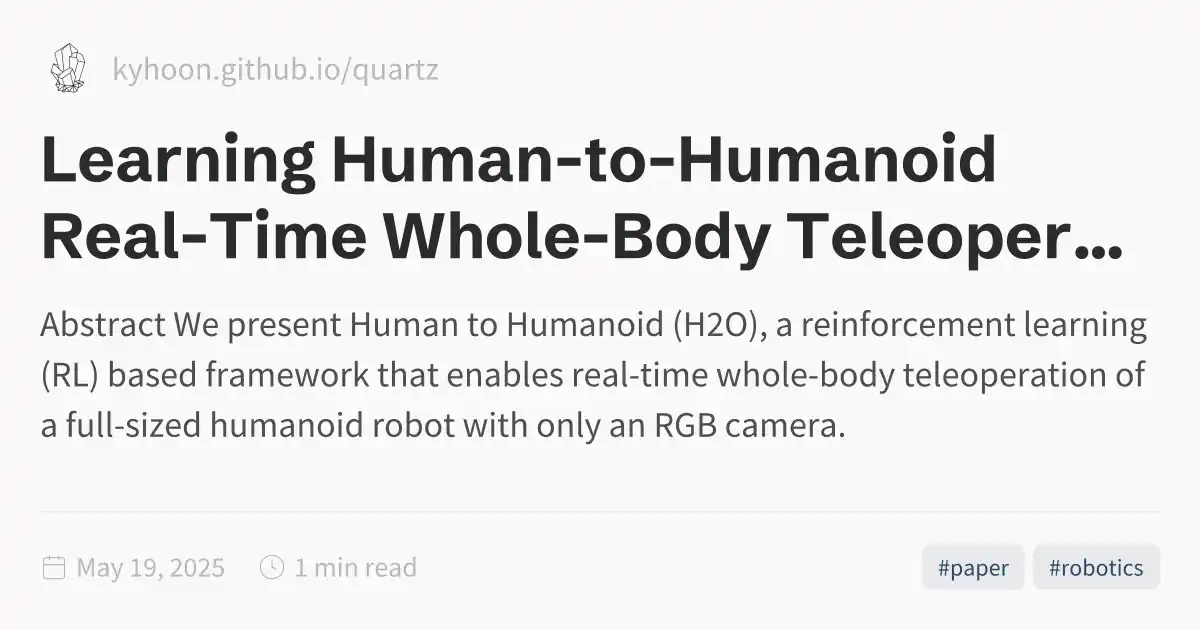 kyhoon.github.io/quartz
Learning Human-to-Humanoid
Real-Time Whole-Body Teleoper...
Abstract We present Human to Humanoid (H2O), a reinforcement learning
(RL) based framework that enables real-time whole-body teleoperation of
a full-sized humanoid robot with only an RGB camera.
May 19, 2025 1 min read #paper #robotics